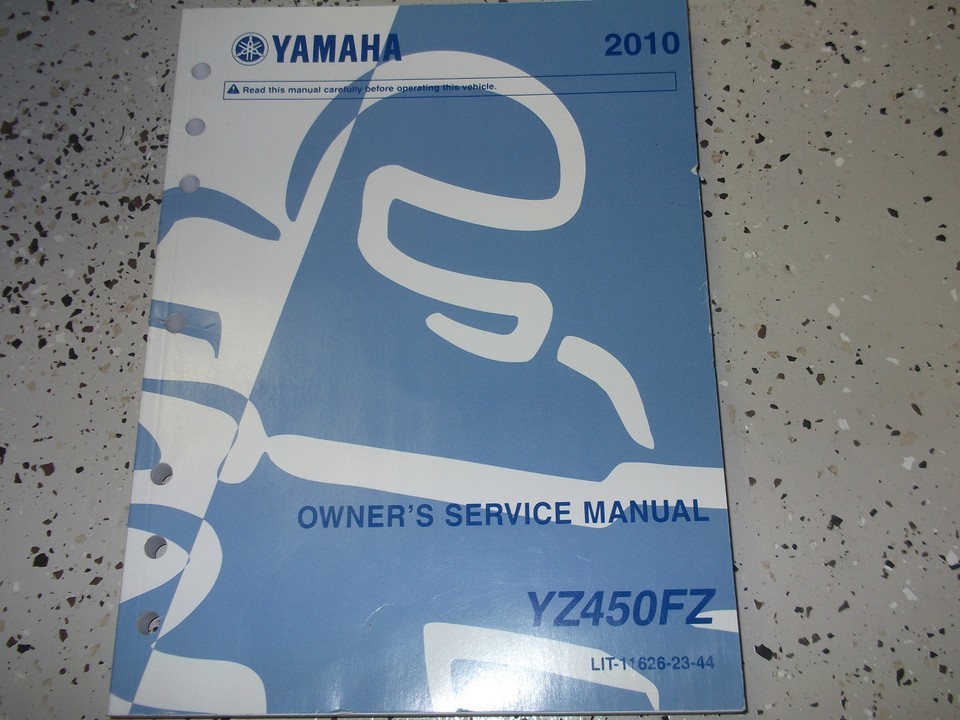 YAMAHA
2010
Read this manual carefully before operating this vehicle.
OWNER'S SERVICE MANUAL
YZ450FZ
LIT-11626-23-44